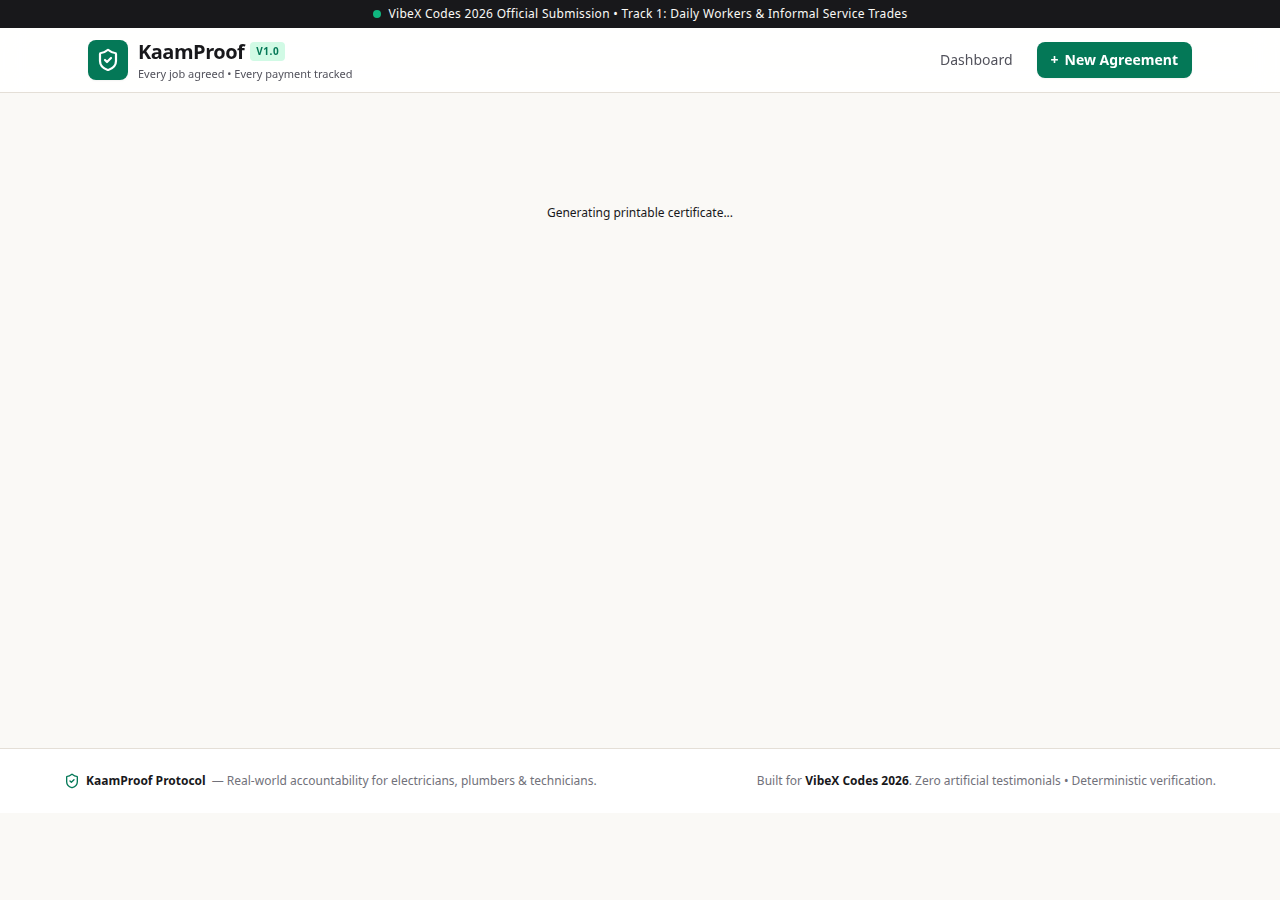 VibeX Codes 2026 Official Submission • Track 1: Daily Workers & Informal Service Trades
KaamProof V1.0
Every job agreed • Every payment tracked
Dashboard
+ New Agreement
Generating printable certificate...
KaamProof Protocol — Real-world accountability for electricians, plumbers & technicians.
Built for VibeX Codes 2026. Zero artificial testimonials • Deterministic verification.